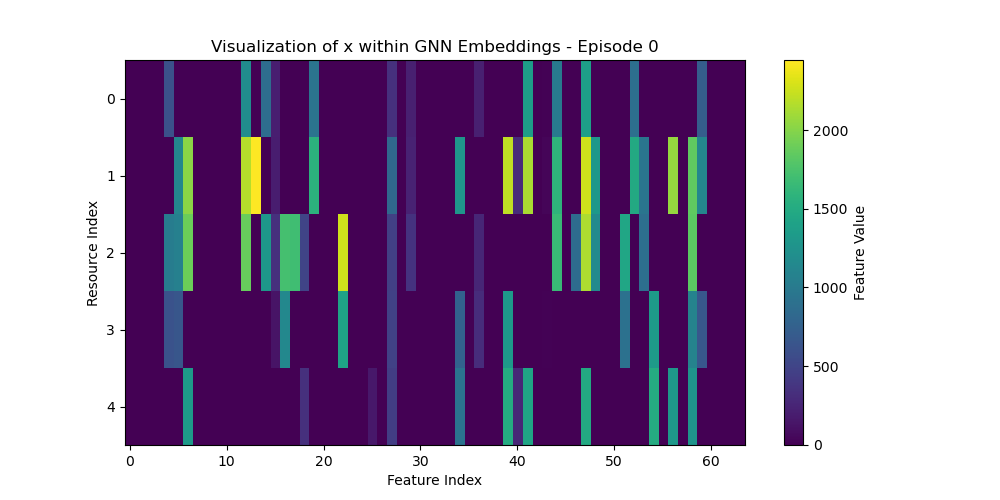 Visualization of x within GNN Embeddings - Episode 0
Resource Index
0
1
2
3
4
0 10 20 30 40 50 60
Feature Index
2000
1500
1000
500
0
Feature Value